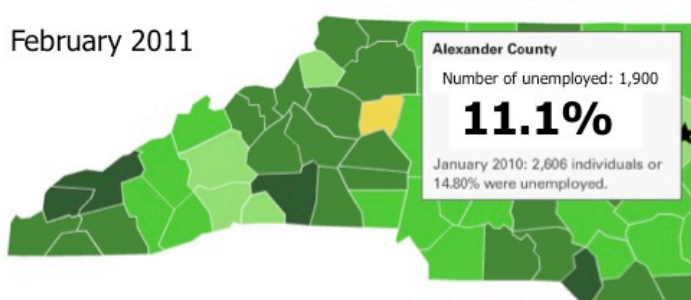 February 2011
Alexander County
Number of unemployed: 1,900
11.1%
January 2010: 2,606 individuals or
14.80% were unemployed.